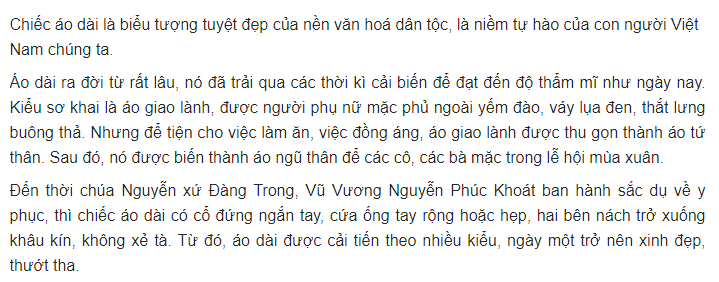 Chiếc áo dài là biểu tượng tuyệt đẹp của nền văn hoá dân tộc, là niềm tự hào của con người Việt
Nam chúng ta.
Áo dài ra đời từ rất lâu, nó đã trải qua các thời kì cải biến để đạt đến độ thẩm mĩ như ngày nay.
Kiểu sơ khai là áo giao lành, được người phụ nữ mặc phủ ngoài yếm đào, váy lụa đen, thắt lưng
buông thả. Nhưng để tiện cho việc làm ăn, việc đồng áng, áo giao lành được thu gọn thành áo tứ
thân. Sau đó, nó được biến thành áo ngũ thân để các cô, các bà mặc trong lễ hội mùa xuân.
Đến thời chúa Nguyễn xứ Đàng Trong, Vũ Vương Nguyễn Phúc Khoát ban hành sắc dụ về y
phục, thì chiếc áo dài có cổ đứng ngắn tay, cứa ống tay rộng hoặc hẹp, hai bên nách trở xuống
khâu kín, không xẻ tà. Từ đó, áo dài được cải tiến theo nhiều kiểu, ngày một trở nên xinh đẹp,
thướt tha.